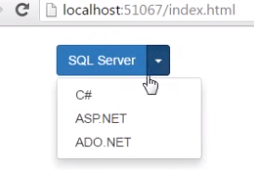 localhost:51067/index.html
SQL Server
C#
ASP.NET
ADO.NET